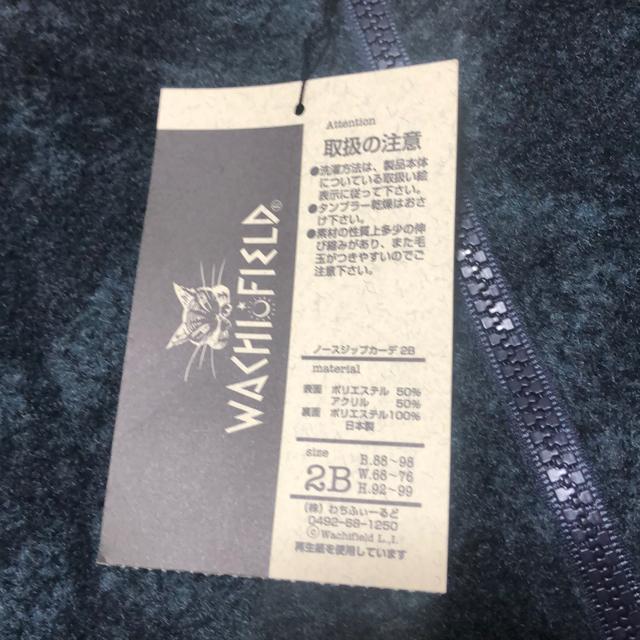 WACHIFIELD®
Attention
取扱の注意
●洗濯方法は、製品本体
についている取扱い絵
表示に従って下さい。
●タンブラー乾燥はおさ
け下さい。
●素材の性質上多少の伸
び縮みがあり、また毛
玉がつきやすいのでご
注意下さい。
ノースジップカーデ 2B
material
表面 ポリエステル 50%
アクリル 50%
裏面 ポリエステル100%
日本製
size
2B
B.88~98
W.68~76
H.92~99
(株) わちふぃーるど
0492-68-1250
©Wachifield L.I.
再生紙を使用しています